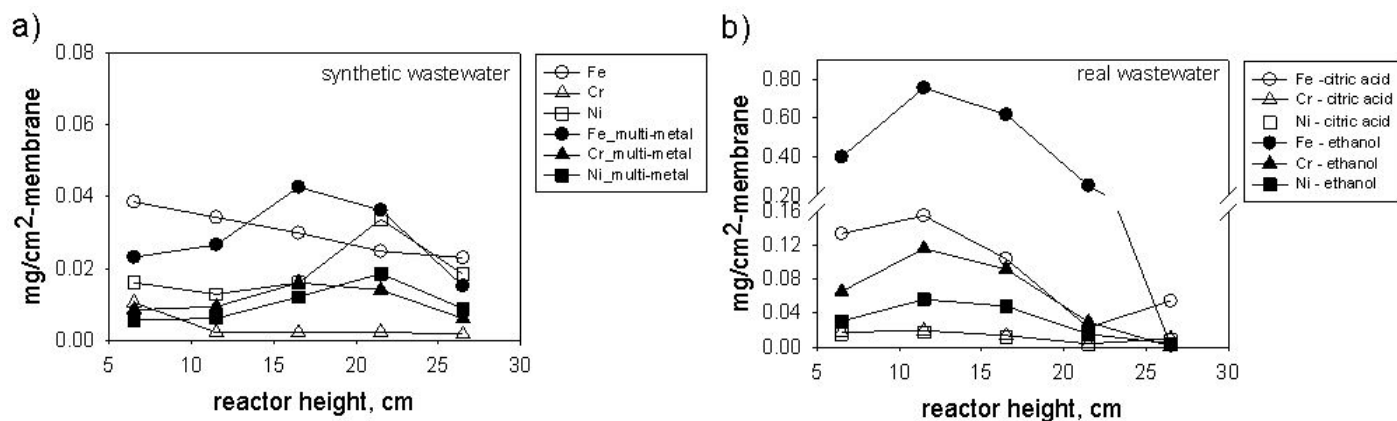 a)
synthetic wastewater
0.08
0.06
0.04
0.02
0.00
mg/cm2-membrane
5 10 15 20 25 30
reactor height, cm
Fe
Cr
Ni
Fe_multi-metal
Cr_multi-metal
Ni_multi-metal
b)
real wastewater
0.80
0.60
0.40
0.20
0.16
0.12
0.08
0.04
0.00
mg/cm2-membrane
5 10 15 20 25 30
reactor height, cm
Fe -citric acid
Cr - citric acid
Ni - citric acid
Fe - ethanol
Cr - ethanol
Ni - ethanol